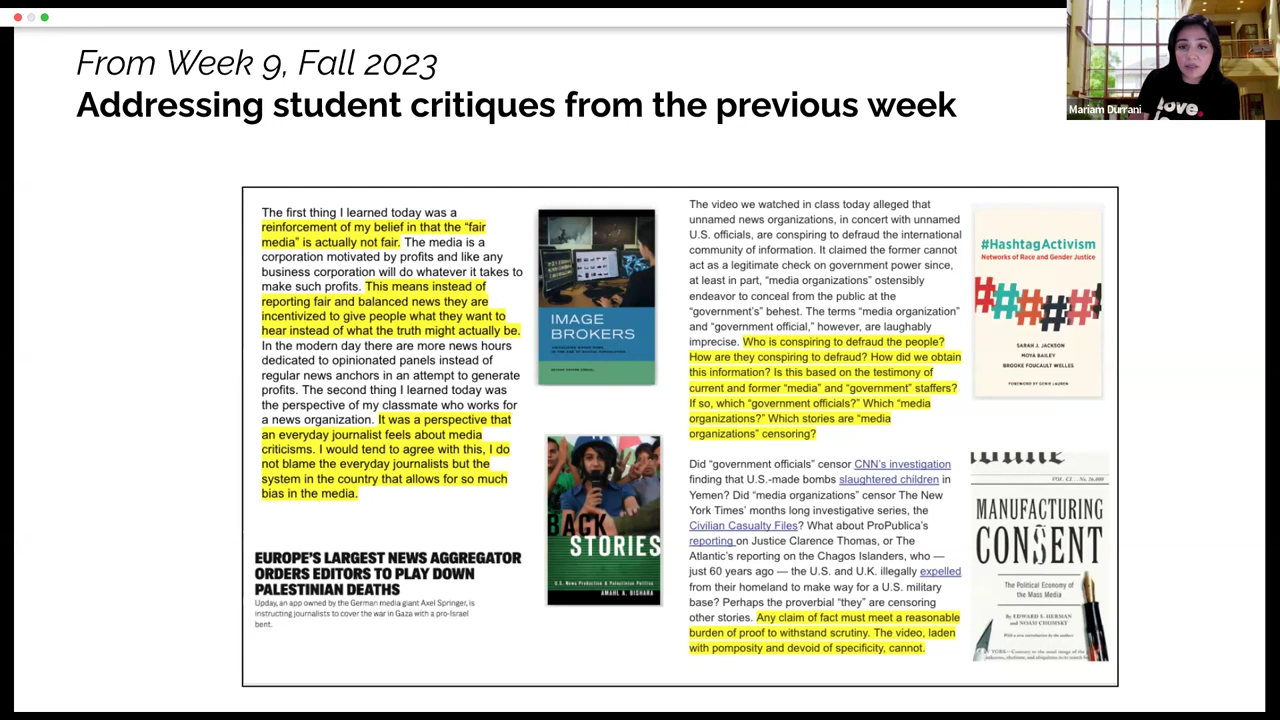 From Week 9, Fall 2023
Addressing student critiques from the previous week
Mariam Durrani
love.
The first thing I learned today was a
reinforcement of my belief in that the “fair
media” is actually not fair. The media is a
corporation motivated by profits and like any
business corporation will do whatever it takes to
make such profits. This means instead of
reporting fair and balanced news they are
incentivized to give people what they want to
hear instead of what the truth might actually be.
In the modern day there are more news hours
dedicated to opinionated panels instead of
regular news anchors in an attempt to generate
profits. The second thing I learned today was
the perspective of my classmate who works for
a news organization. It was a perspective that
an everyday journalist feels about media
criticisms. I would tend to agree with this, I do
not blame the everyday journalists but the
system in the country that allows for so much
bias in the media.
EUROPE'S LARGEST NEWS AGGREGATOR
ORDERS EDITORS TO PLAY DOWN
PALESTINIAN DEATHS
Upday, an app owned by the German media giant Axel Springer, is
instructing journalists to cover the war in Gaza with a pro-Israel
bent.
IMAGE
BROKERS
BACK
STORIES
U.S. News Production & Palestinian Politics
AMAHL A. BISHARA
The video we watched in class today alleged that
unnamed news organizations, in concert with unnamed
U.S. officials, are conspiring to defraud the international
community of information. It claimed the former cannot
act as a legitimate check on government power since,
at least in part, “media organizations” ostensibly
endeavor to conceal from the public at the
“government’s” behest. The terms “media organization”
and “government official,” however, are laughably
imprecise. Who is conspiring to defraud the people?
How are they conspiring to defraud? How did we obtain
this information? Is this based on the testimony of
current and former “media” and “government” staffers?
If so, which “government officials?” Which “media
organizations?” Which stories are “media
organizations” censoring?
Did “government officials” censor CNN’s investigation
finding that U.S.-made bombs slaughtered children in
Yemen? Did “media organizations” censor The New
York Times’ months long investigative series, the
Civilian Casualty Files? What about ProPublica’s
reporting on Justice Clarence Thomas, or The
Atlantic’s reporting on the Chagos Islanders, who —
just 60 years ago — the U.S. and U.K. illegally expelled
from their homeland to make way for a U.S. military
base? Perhaps the proverbial “they” are censoring
other stories. Any claim of fact must meet a reasonable
burden of proof to withstand scrutiny. The video, laden
with pomposity and devoid of specificity, cannot.
#HashtagActivism
Networks of Race and Gender Justice
SARAH J. JACKSON
MOYA BAILEY
BROOKE FOUCAULT WELLES
VOL. CL... No. 26,000
MANUFACTURING
CONSENT
The Political Economy of
the Mass Media
By EDWARD S. HERMAN
and NOAM CHOMSKY
With a new introduction by the authors